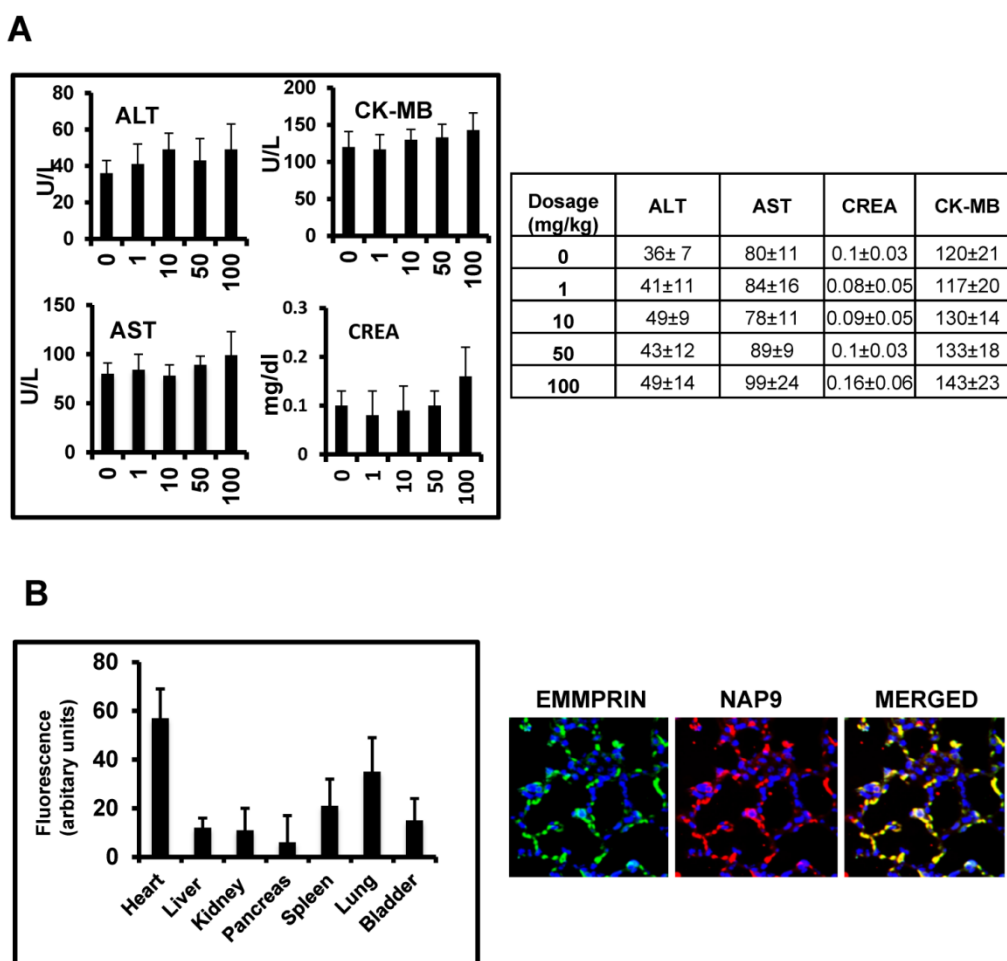 A
ALT
U/L
80
60
40
20
0
0 1 10 50 100
CK-MB
U/L
200
150
100
50
0
0 1 10 50 100
AST
U/L
150
100
50
0
0 1 10 50 100
CREA
mg/dl
0.3
0.2
0.1
0
0 1 10 50 100
Dosage (mg/kg) ALT AST CREA CK-MB
0 36± 7 80±11 0.1±0.03 120±21
1 41±11 84±16 0.08±0.05 117±20
10 49±9 78±11 0.09±0.05 130±14
50 43±12 89±9 0.1±0.03 133±18
100 49±14 99±24 0.16±0.06 143±23
B
Fluorescence
(arbitary units)
80
60
40
20
0
Heart Liver Kidney Pancreas Spleen Lung Bladder
EMMPRIN NAP9 MERGED